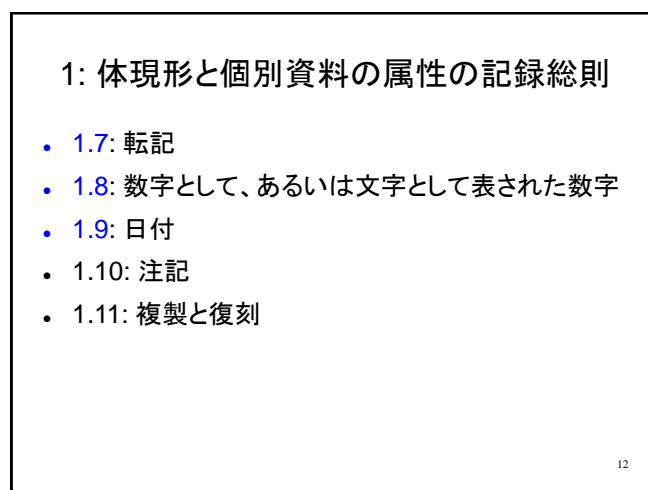 1: 体現形と個別資料の属性の記録総則
• 1.7: 転記
• 1.8: 数字として、あるいは文字として表された数字
• 1.9: 日付
• 1.10: 注記
• 1.11: 複製と復刻
12